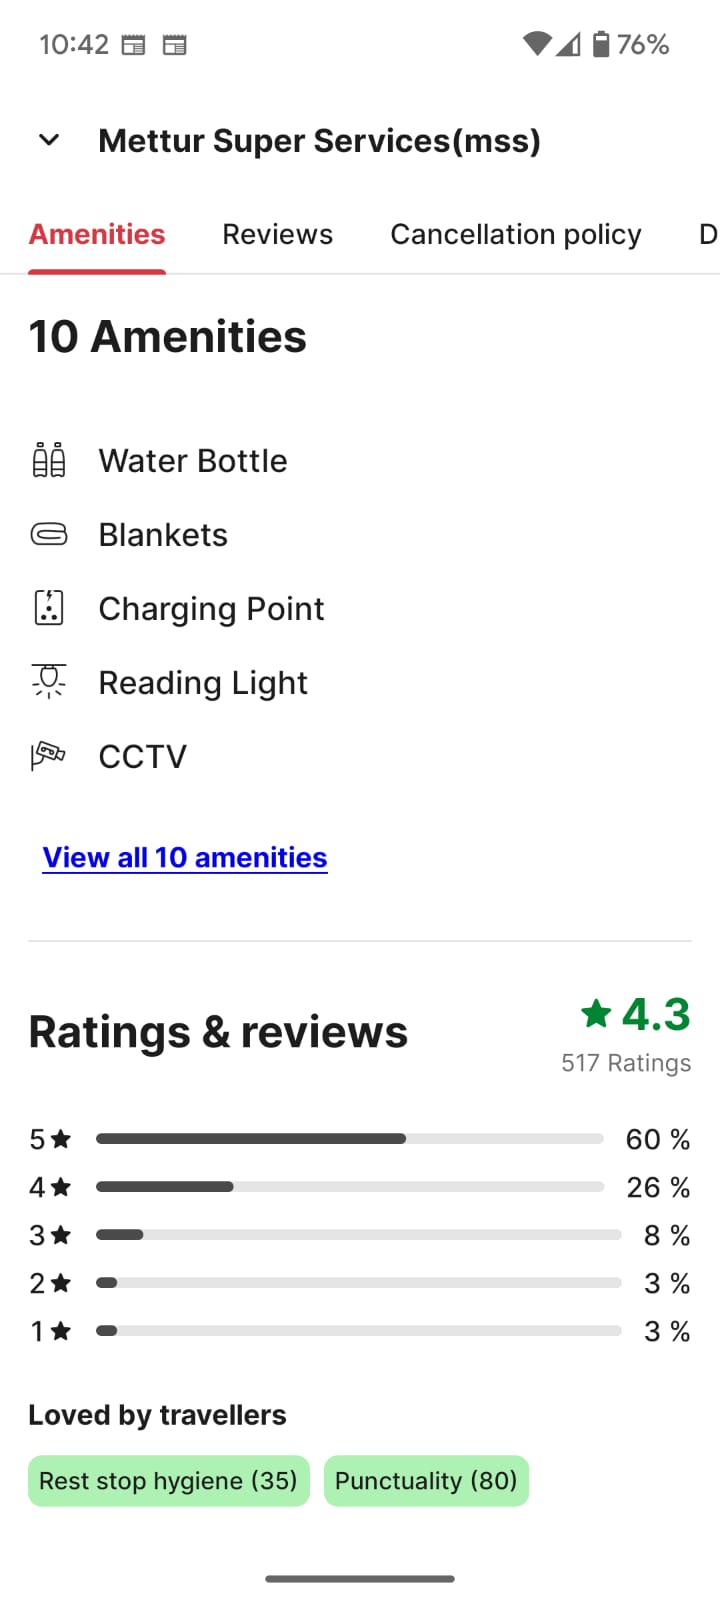 10:42 76%
Mettur Super Services(mss)
Amenities Reviews Cancellation policy D
10 Amenities
Water Bottle
Blankets
Charging Point
Reading Light
CCTV
View all 10 amenities
Ratings & reviews ★ 4.3
517 Ratings
5★ 60 %
4★ 26 %
3★ 8 %
2★ 3 %
1★ 3 %
Loved by travellers
Rest stop hygiene (35) Punctuality (80)